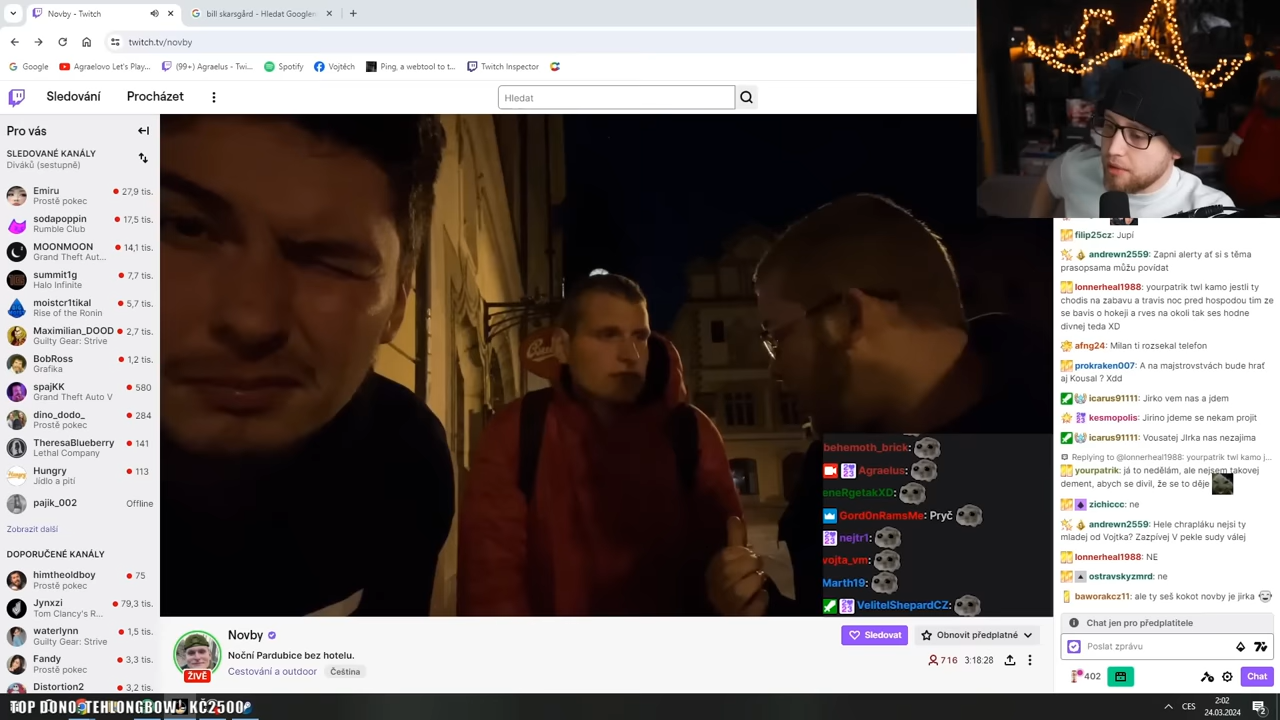 Novby - Twitch
bill skarsgård - Hledat Google
twitch.tv/novby
Google
Agraelovo Let's Play...
(99+) Agraelus - Twi...
Spotify
Vojtěch
Ping, a webtool to t...
Twitch Inspector
Sledování
Procházet
Hledat
Pro vás
SLEDOVANÉ KANÁLY
Diváků (sestupně)
Emiru
27,9 tis.
Prostě pokec
sodapoppin
17,5 tis.
Rumble Club
MOONMOON
14,1 tis.
Grand Theft Aut...
summit1g
7,7 tis.
Halo Infinite
moistcr1tikal
5,7 tis.
Rise of the Ronin
Maximilian_DOOD
2,7 tis.
Guilty Gear: Strive
BobRoss
1,2 tis.
Grafika
spajKK
580
Grand Theft Auto V
dino_dodo_
284
Prostě pokec
TheresaBlueberry
141
Lethal Company
Hungry
113
Jídlo a pití
pajik_002
Offline
Zobrazit další
DOPORUČENÉ KANÁLY
himtheoldboy
75
Prostě pokec
Jynxzi
79,3 tis.
Tom Clancy's R...
waterlynn
1,5 tis.
Guilty Gear: Strive
Fandy
3,3 tis.
Prostě pokec
Distortion2
3,2 tis.
behemoth_brick:
Agraelus:
eneRgetakXD:
Gord0nRamsMe: Pryč
nejtr1:
vojta_vm:
Marth19:
VelitelShepardCZ:
ŽIVĚ
Novby
Noční Pardubice bez hotelu.
Cestování a outdoor
Čeština
Sledovat
Obnovit předplatné
716
3:18:28
filip25cz: Jupí
andrewn2559: Zapni alerty ať si s těma
prasopsama můžu povídat
lonnerheal1988: yourpatrik twl kamo jestli ty
chodis na zabavu a travis noc pred hospodou tim ze
se bavis o hokeji a rves na okoli tak ses hodne
divnej teda XD
afng24: Milan ti rozsekal telefon
prokraken007: A na majstrovstvách bude hrať
aj Kousal ? Xdd
icarus91111: Jirko vem nas a jdem
kesmopolis: Jirino jdeme se nekam projit
icarus91111: Vousatej JIrka nas nezajima
Replying to @lonnerheal1988: yourpatrik twl kamo j...
yourpatrik: já to nedělám, ale nejsem takovej
dement, abych se divil, že se to děje
zichiccc: ne
andrewn2559: Hele chrapláku nejsi ty
mladej od Vojtka? Zazpívej V pekle sudy válej
lonnerheal1988: NE
ostravskyzmrd: ne
baworakcz11: ale ty seš kokot novby je jirka
Chat jen pro předplatitele
Poslat zprávu
402
Chat
CES
2:02
24.03.2024
2